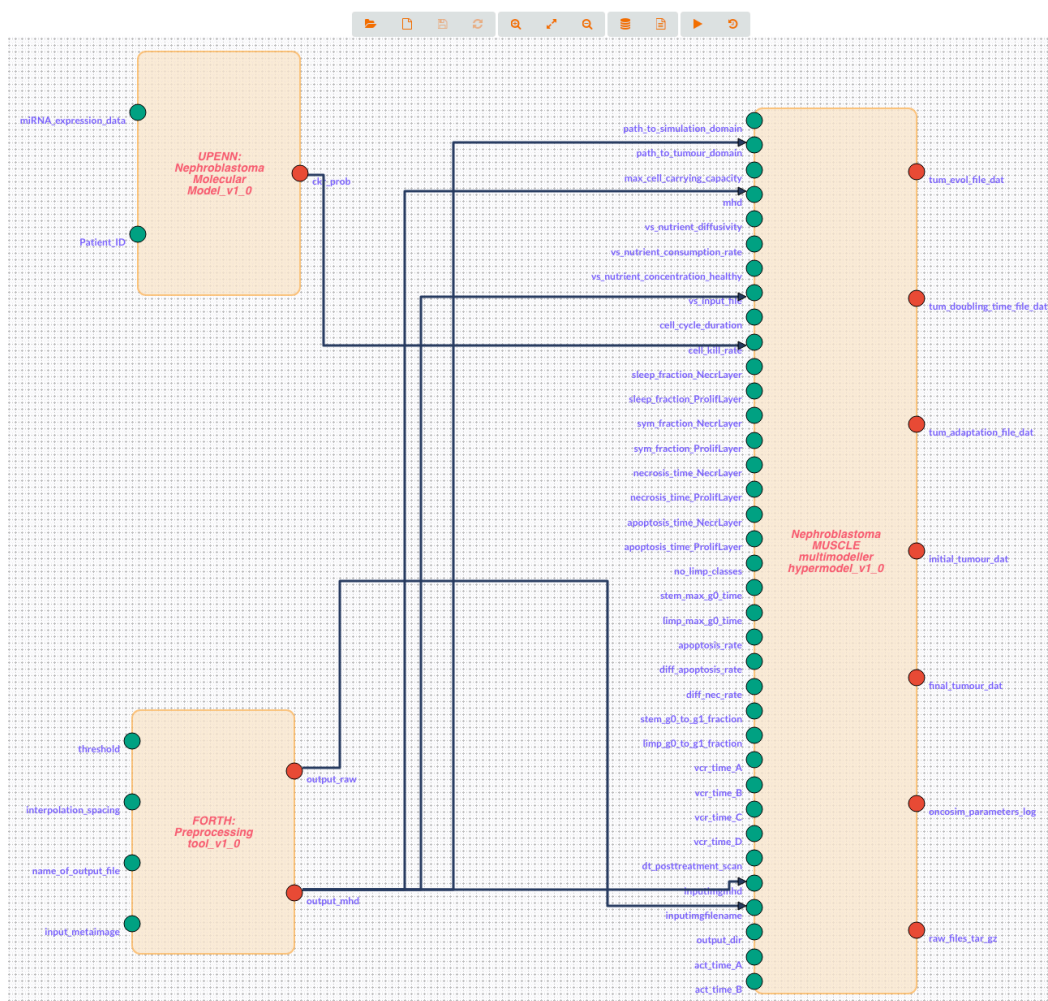 miRNA_expression_data
Patient_ID
UPENN:
Nephroblastoma
Molecular
Model_v1_0
ckr_prob
threshold
interpolation_spacing
name_of_output_file
input_metaimage
FORTH:
Preprocessing
tool_v1_0
output_raw
output_mhd
path_to_simulation_domain
path_to_tumour_domain
max_cell_carrying_capacity
mhd
vs_nutrient_diffusivity
vs_nutrient_consumption_rate
vs_nutrient_concentration_healthy
vs_input_file
cell_cycle_duration
cell_kill_rate
sleep_fraction_NecrLayer
sleep_fraction_ProlifLayer
sym_fraction_NecrLayer
sym_fraction_ProlifLayer
necrosis_time_NecrLayer
necrosis_time_ProlifLayer
apoptosis_time_NecrLayer
apoptosis_time_ProlifLayer
no_limp_classes
stem_max_g0_time
limp_max_g0_time
apoptosis_rate
diff_apoptosis_rate
diff_nec_rate
stem_g0_to_g1_fraction
limp_g0_to_g1_fraction
vcr_time_A
vcr_time_B
vcr_time_C
vcr_time_D
dt_posttreatment_scan
inputimgmhd
inputimgfilename
output_dir
act_time_A
act_time_B
Nephroblastoma
MUSCLE
multimodeller
hypermodel_v1_0
tum_evol_file_dat
tum_doubling_time_file_dat
tum_adaptation_file_dat
initial_tumour_dat
final_tumour_dat
oncosim_parameters_log
raw_files_tar_gz